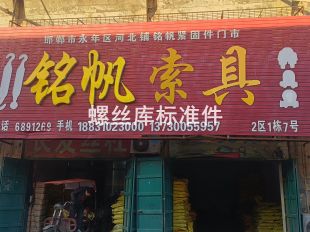 邯郸市永年区河北铺铭帆紧固件门市
铭帆索具
螺丝库标准件
话 6891269 手机 18831023000 13730055957 2区1栋7号